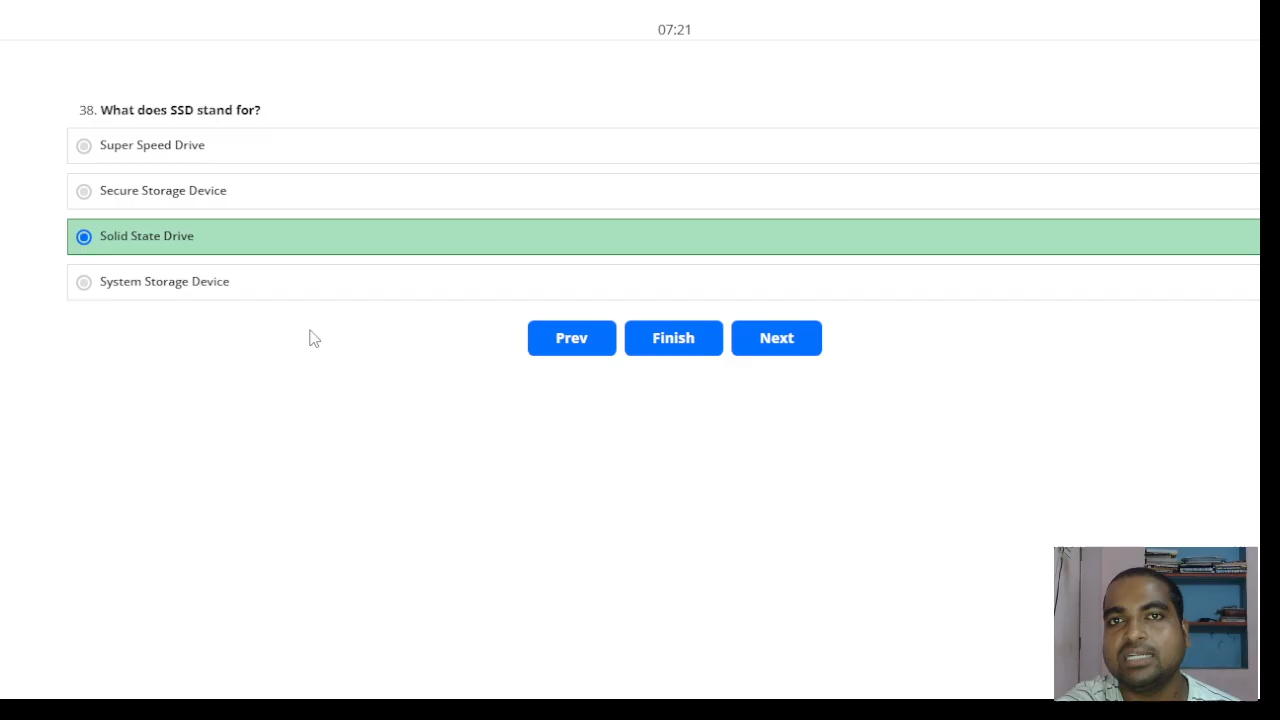 07:21
38. What does SSD stand for?
Super Speed Drive
Secure Storage Device
Solid State Drive
System Storage Device
Prev Finish Next